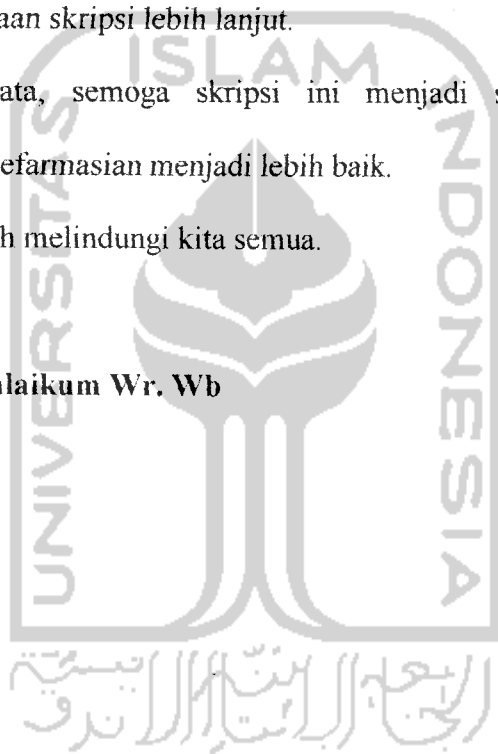 aan skripsi lebih lanjut.
ata, semoga skripsi ini menjadi s
efarmasian menjadi lebih baik.
h melindungi kita semua.
alaikum Wr. Wb
ISLAM
UNIVERSITAS
INDONESIA